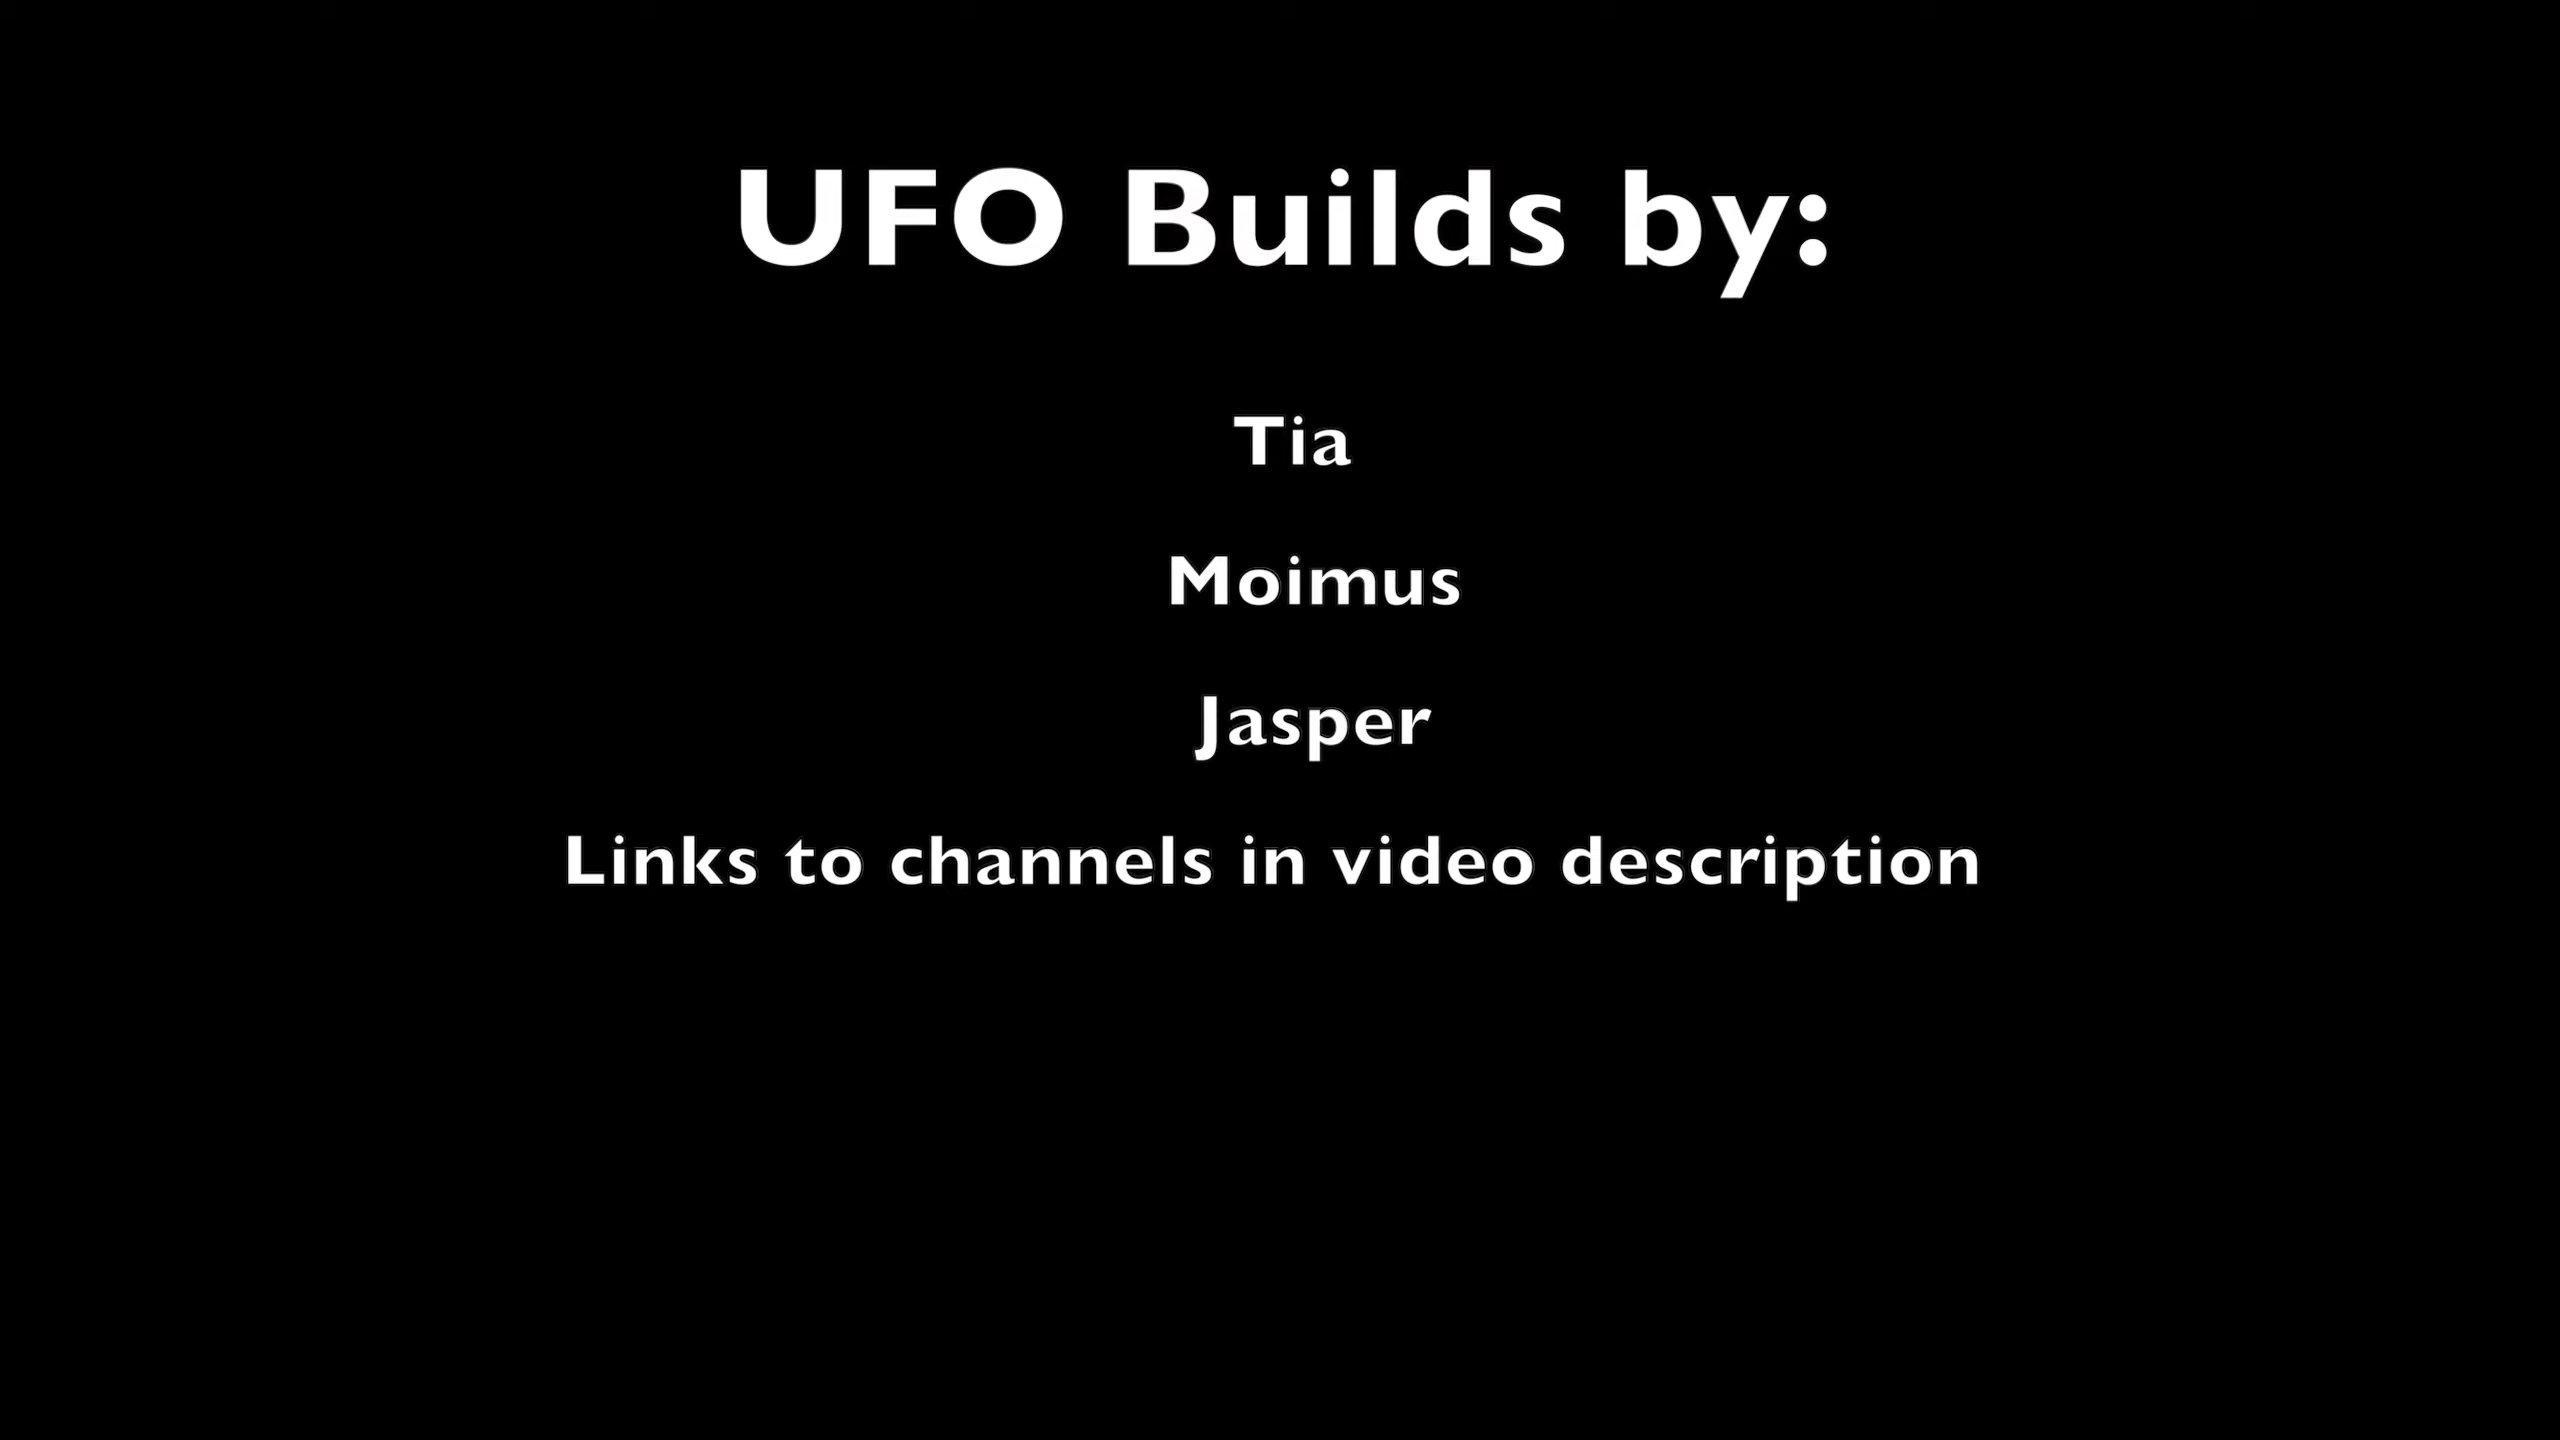 UFO Builds by:
Tia
Moimus
Jasper
Links to channels in video description